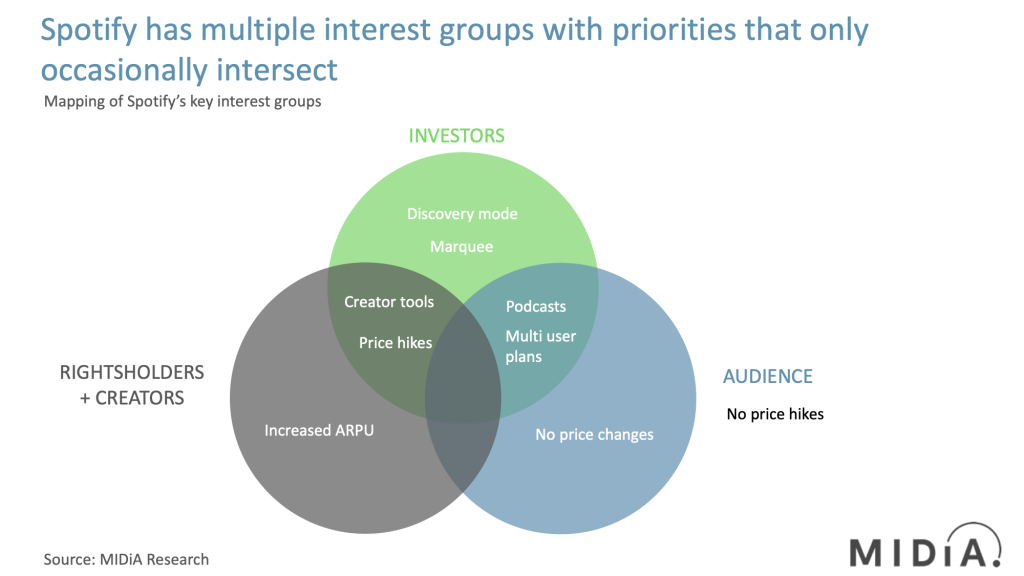 Spotify has multiple interest groups with priorities that only
occasionally intersect
Mapping of Spotify's key interest groups
INVESTORS
Discovery mode
Marquee
Creator tools
Price hikes
Podcasts
Multi user
plans
RIGHTSHOLDERS
+ CREATORS
Increased ARPU
No price changes
AUDIENCE
No price hikes
Source: MIDiA Research
MIDiA.